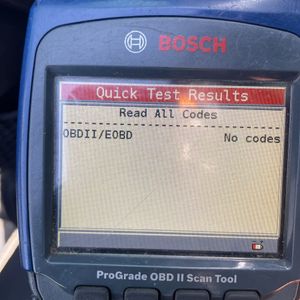 BOSCH
Quick Test Results
Read All Codes
OBDII/EOBD No codes
ProGrade OBD II Scan Tool